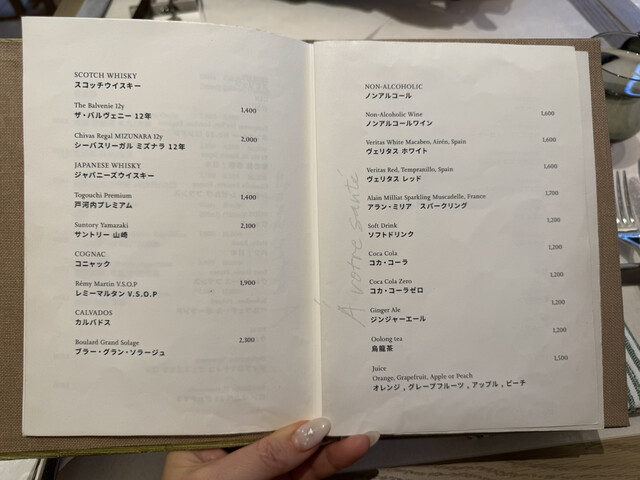 SCOTCH WHISKY
スコッチウイスキー
The Balvenie 12y 1,400
ザ・バルヴェニー 12年
Chivas Regal MIZUNARA 12y 2,000
シーバスリーガル ミズナラ 12年
JAPANESE WHISKY
ジャパニーズウイスキー
Togouchi Premium 1,400
戸河内プレミアム
Suntory Yamazaki 2,100
サントリー 山崎
COGNAC
コニャック
Rémy Martin V.S.O.P 1,900
レミーマルタン V.S.O.P
CALVADOS
カルバドス
Boulard Grand Solage 2,300
ブラー・グラン・ソラージュ
À votre santé
NON-ALCOHOLIC
ノンアルコール
Non-Alcoholic Wine 1,600
ノンアルコールワイン
Veritas White Macabeo, Airén, Spain 1,600
ヴェリタス ホワイト
Veritas Red, Tempranillo, Spain 1,600
ヴェリタス レッド
Alain Milliat Sparkling Muscadelle, France 1,700
アラン・ミリア スパークリング
Soft Drink 1,200
ソフトドリンク
Coca Cola 1,200
コカ・コーラ
Coca Cola Zero 1,200
コカ・コーラゼロ
Ginger Ale 1,200
ジンジャーエール
Oolong tea 1,200
烏龍茶
Juice 1,500
Orange, Grapefruit, Apple or Peach
オレンジ , グレープフルーツ , アップル , ピーチ